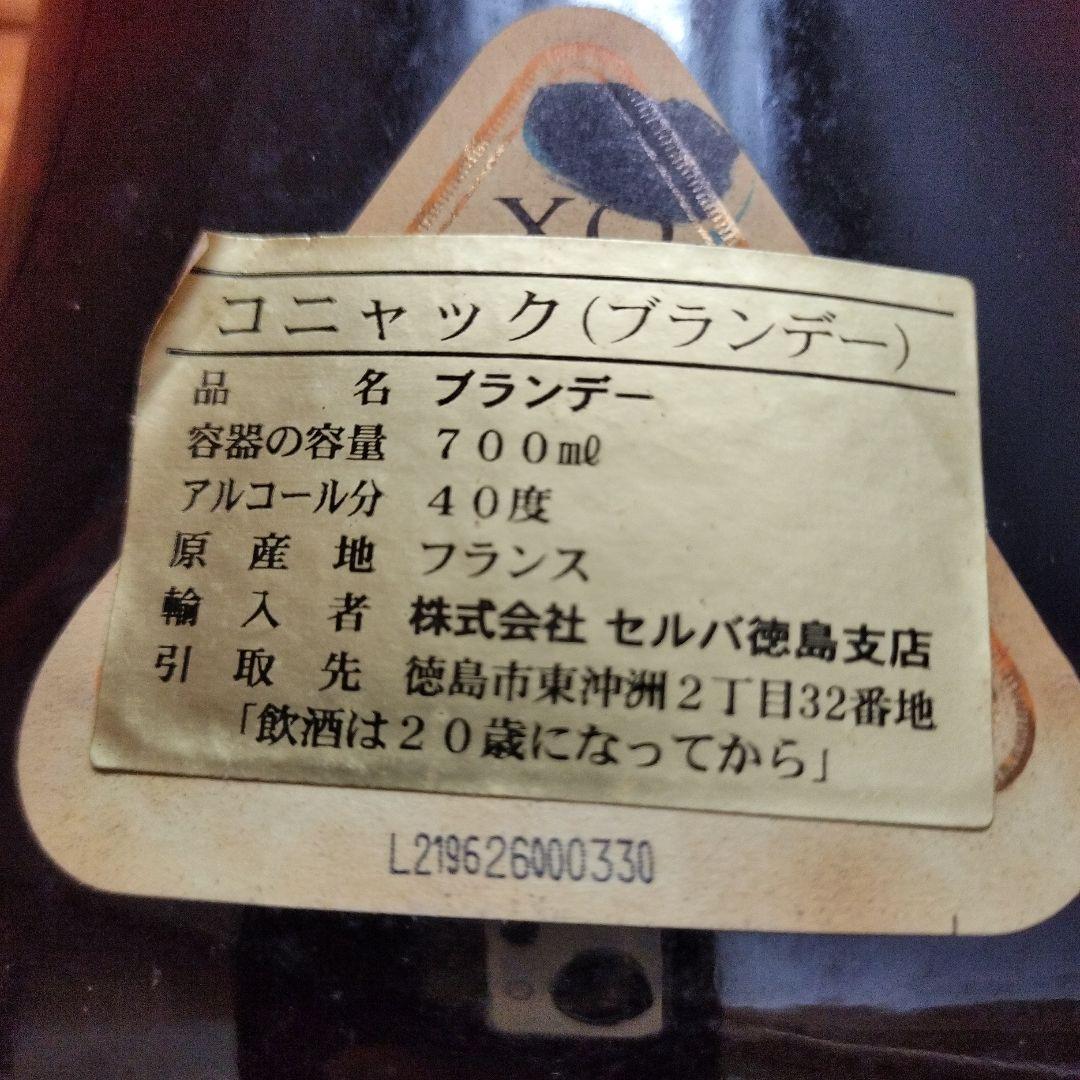 XO
コニャック(ブランデー)
品名 ブランデー
容器の容量 ７００㎖
アルコール分 ４０度
原産地 フランス
輸入者 株式会社 セルバ徳島支店
引取先 徳島市東沖洲２丁目32番地
「飲酒は２０歳になってから」
L219626000330